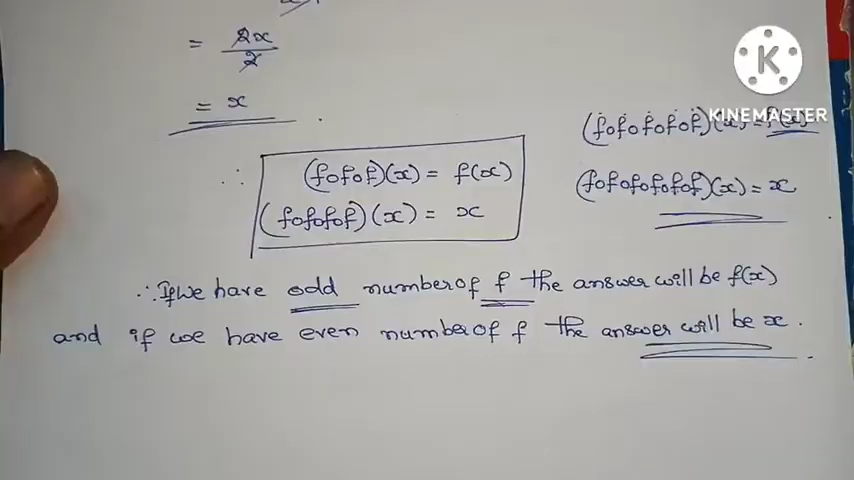 = 2x / 2
= x
∴ (fofof)(x) = f(x)
(fofofof)(x) = x
(fofofofof)(x) = f(x)
(fofofofofof)(x) = x
∴ If we have odd number of f the answer will be f(x)
and if we have even number of f the answer will be x.
K
KINEMASTER